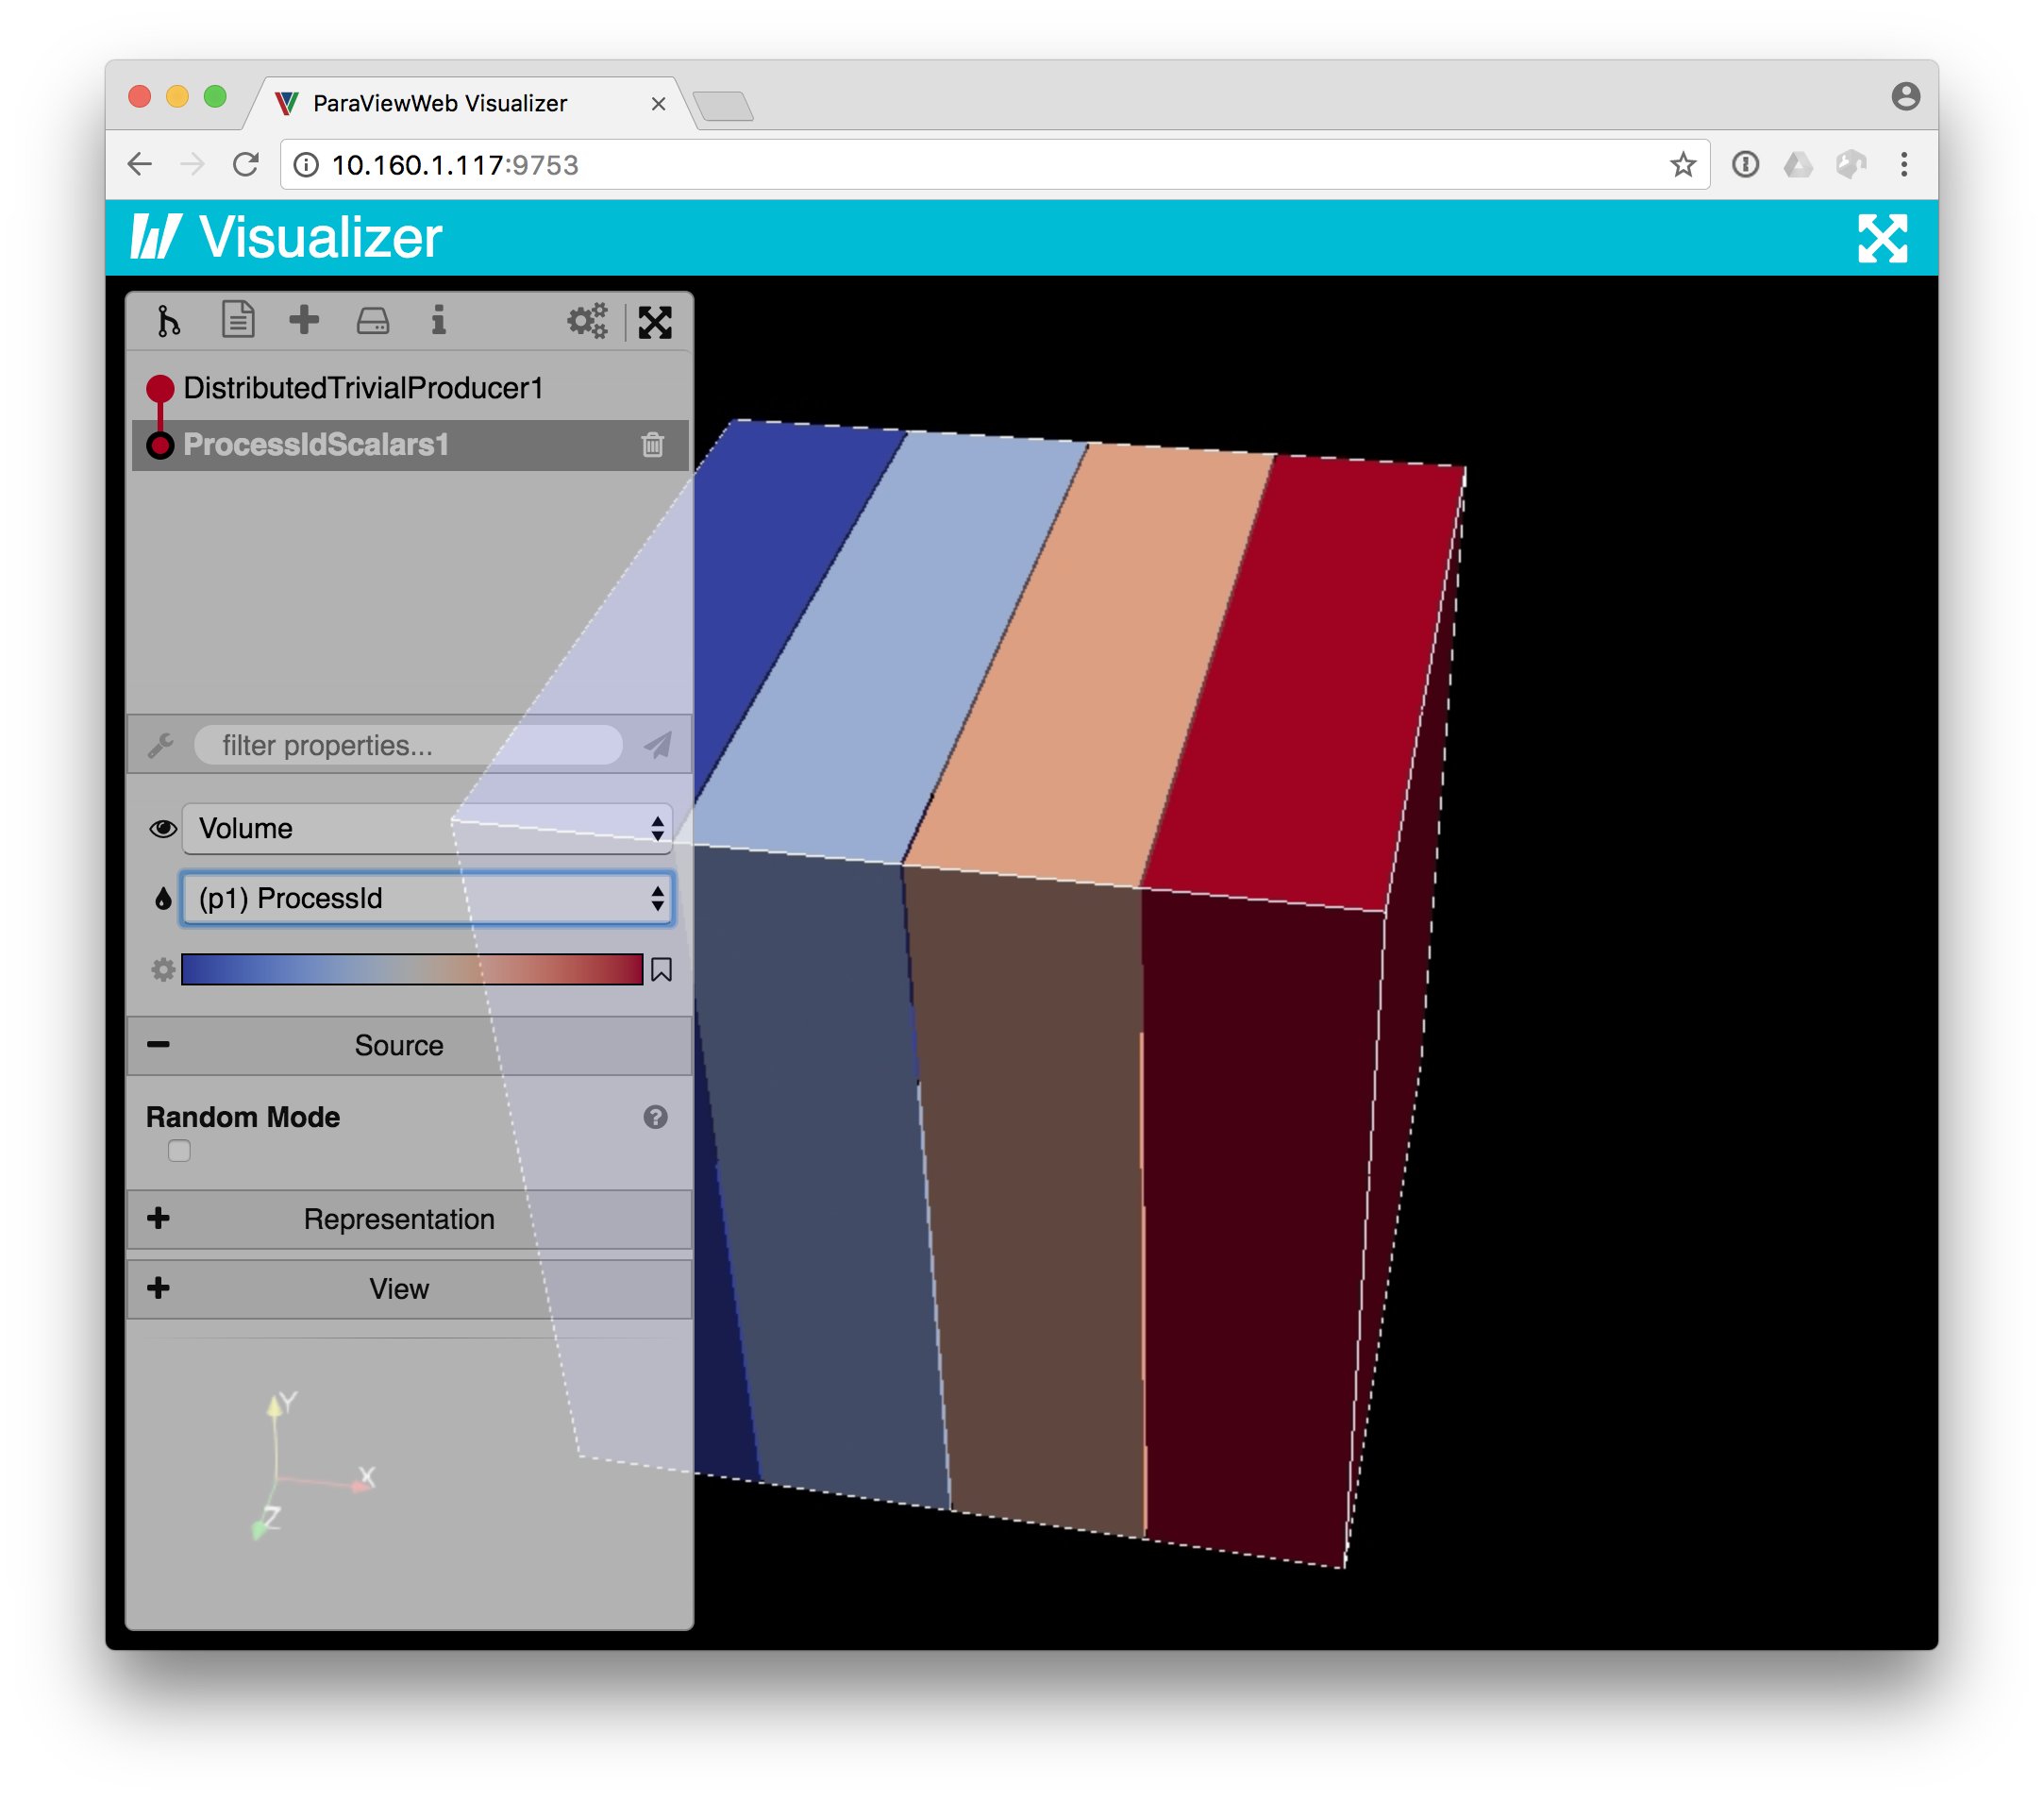 ParaViewWeb Visualizer
10.160.1.117:9753
Visualizer
DistributedTrivialProducer1
ProcessIdScalars1
filter properties...
Volume
(p1) ProcessId
Source
Random Mode
Representation
View
Y
X
Z